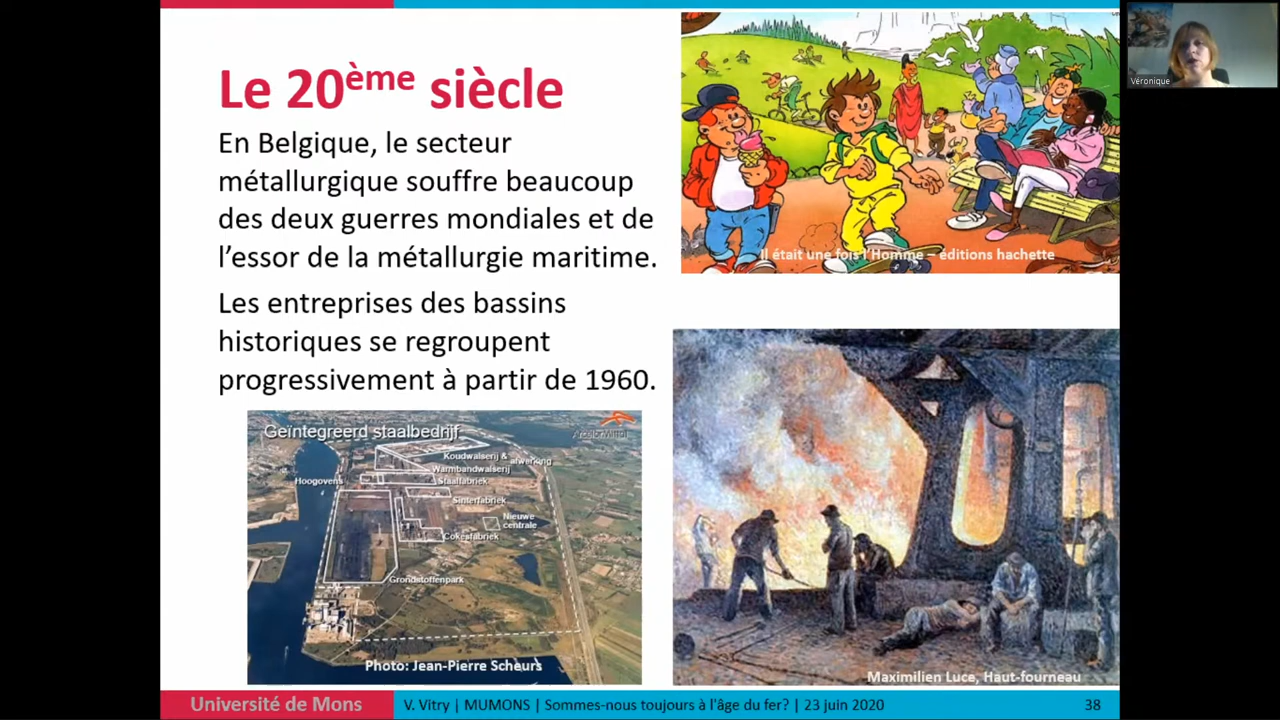 Le 20ème siècle
En Belgique, le secteur
métallurgique souffre beaucoup
des deux guerres mondiales et de
l'essor de la métallurgie maritime.
Les entreprises des bassins
historiques se regroupent
progressivement à partir de 1960.
Il était une fois l'Homme – éditions hachette
Véronique
Geïntegreerd staalbedrijf
ArcelorMittal
Koudwalserij &
afwerking
Warmbandwalserij
Hoogovens
Staalfabriek
Sinterfabriek
Nieuwe
centrale
Cokesfabriek
Grondstoffenpark
Photo: Jean-Pierre Scheurs
Maximilien Luce, Haut-fourneau
Université de Mons
V. Vitry | MUMONS | Sommes-nous toujours à l'âge du fer? | 23 juin 2020
38